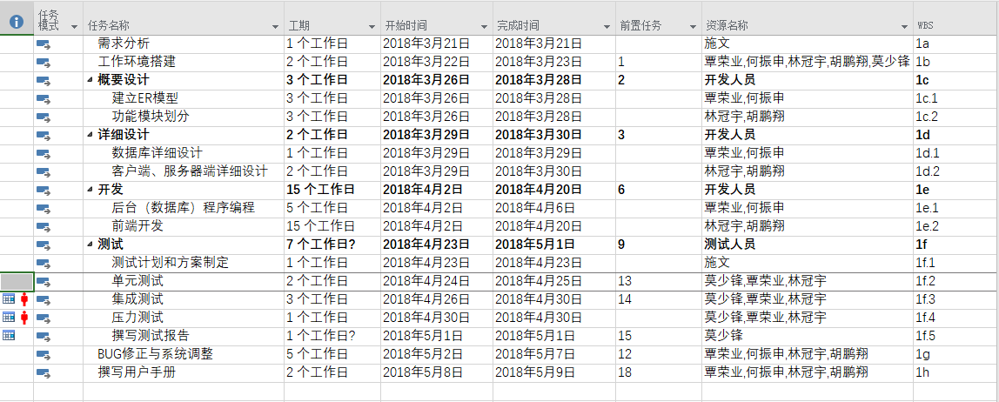 任务模式 任务名称 工期 开始时间 完成时间 前置任务 资源名称 WBS
需求分析 1 个工作日 2018年3月21日 2018年3月21日 施文 1a
工作环境搭建 2 个工作日 2018年3月22日 2018年3月23日 1 覃荣业,何振申,林冠宇,胡鹏翔,莫少锋 1b
概要设计 3 个工作日 2018年3月26日 2018年3月28日 2 开发人员 1c
建立ER模型 3 个工作日 2018年3月26日 2018年3月28日 覃荣业,何振申 1c.1
功能模块划分 3 个工作日 2018年3月26日 2018年3月28日 林冠宇,胡鹏翔 1c.2
详细设计 2 个工作日 2018年3月29日 2018年3月30日 3 开发人员 1d
数据库详细设计 1 个工作日 2018年3月29日 2018年3月29日 覃荣业,何振申 1d.1
客户端、服务器端详细设计 1 个工作日 2018年3月29日 2018年3月29日 林冠宇,胡鹏翔 1d.2
开发 15 个工作日 2018年4月2日 2018年4月20日 6 开发人员 1e
后台（数据库）程序编程 5 个工作日 2018年4月2日 2018年4月6日 覃荣业,何振申 1e.1
前端开发 15 个工作日 2018年4月2日 2018年4月20日 林冠宇,胡鹏翔 1e.2
测试 7 个工作日? 2018年4月23日 2018年5月1日 9 测试人员 1f
测试计划和方案制定 1 个工作日 2018年4月23日 2018年4月23日 施文 1f.1
单元测试 2 个工作日 2018年4月24日 2018年4月25日 13 莫少锋,覃荣业,林冠宇 1f.2
集成测试 3 个工作日 2018年4月26日 2018年4月30日 14 莫少锋,覃荣业,林冠宇 1f.3
压力测试 1 个工作日 2018年4月30日 2018年4月30日 莫少锋,覃荣业,林冠宇 1f.4
撰写测试报告 1 个工作日? 2018年5月1日 2018年5月1日 15 莫少锋 1f.5
BUG修正与系统调整 5 个工作日 2018年5月2日 2018年5月7日 12 覃荣业,何振申,林冠宇,胡鹏翔 1g
撰写用户手册 2 个工作日 2018年5月8日 2018年5月9日 18 覃荣业,何振申,林冠宇,胡鹏翔 1h